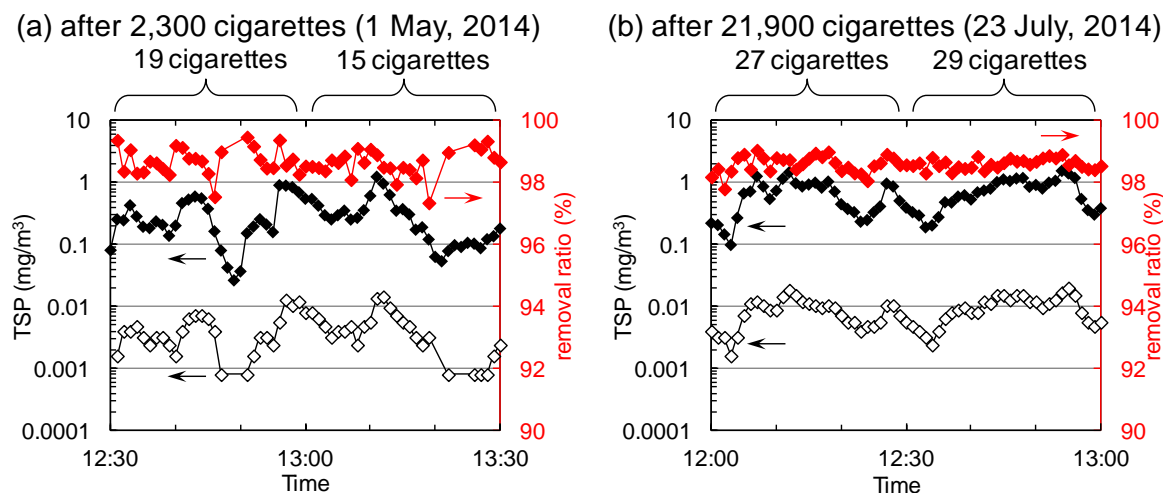 (a) after 2,300 cigarettes (1 May, 2014)
19 cigarettes 15 cigarettes
10
1
0.1
0.01
0.001
0.0001
TSP (mg/m³)
100
98
96
94
92
90
removal ratio (%)
12:30 13:00 13:30
Time
(b) after 21,900 cigarettes (23 July, 2014)
27 cigarettes 29 cigarettes
10
1
0.1
0.01
0.001
0.0001
TSP (mg/m³)
100
98
96
94
92
90
removal ratio (%)
12:00 12:30 13:00
Time